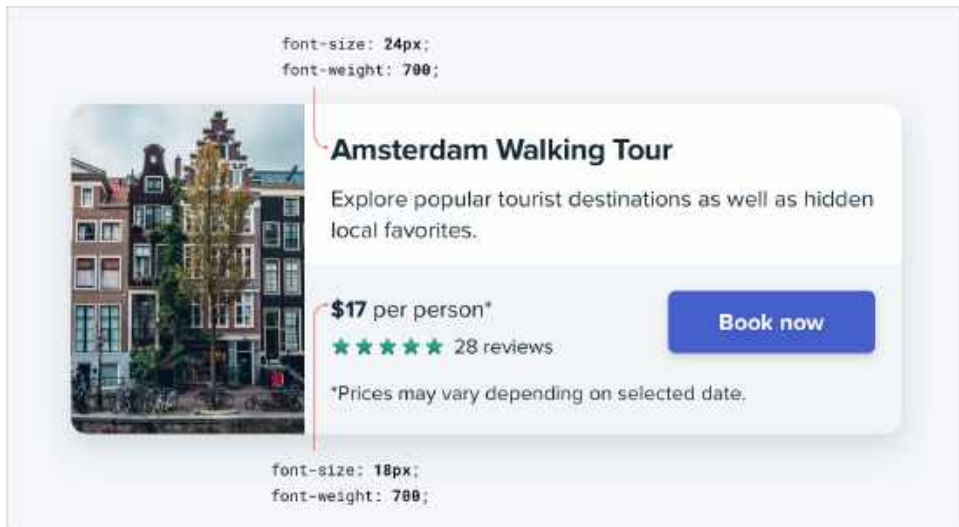 font-size: 24px;
font-weight: 700;
Amsterdam Walking Tour
Explore popular tourist destinations as well as hidden
local favorites.
$17 per person*
Book now
28 reviews
*Prices may vary depending on selected date.
font-size: 18px;
font-weight: 700;